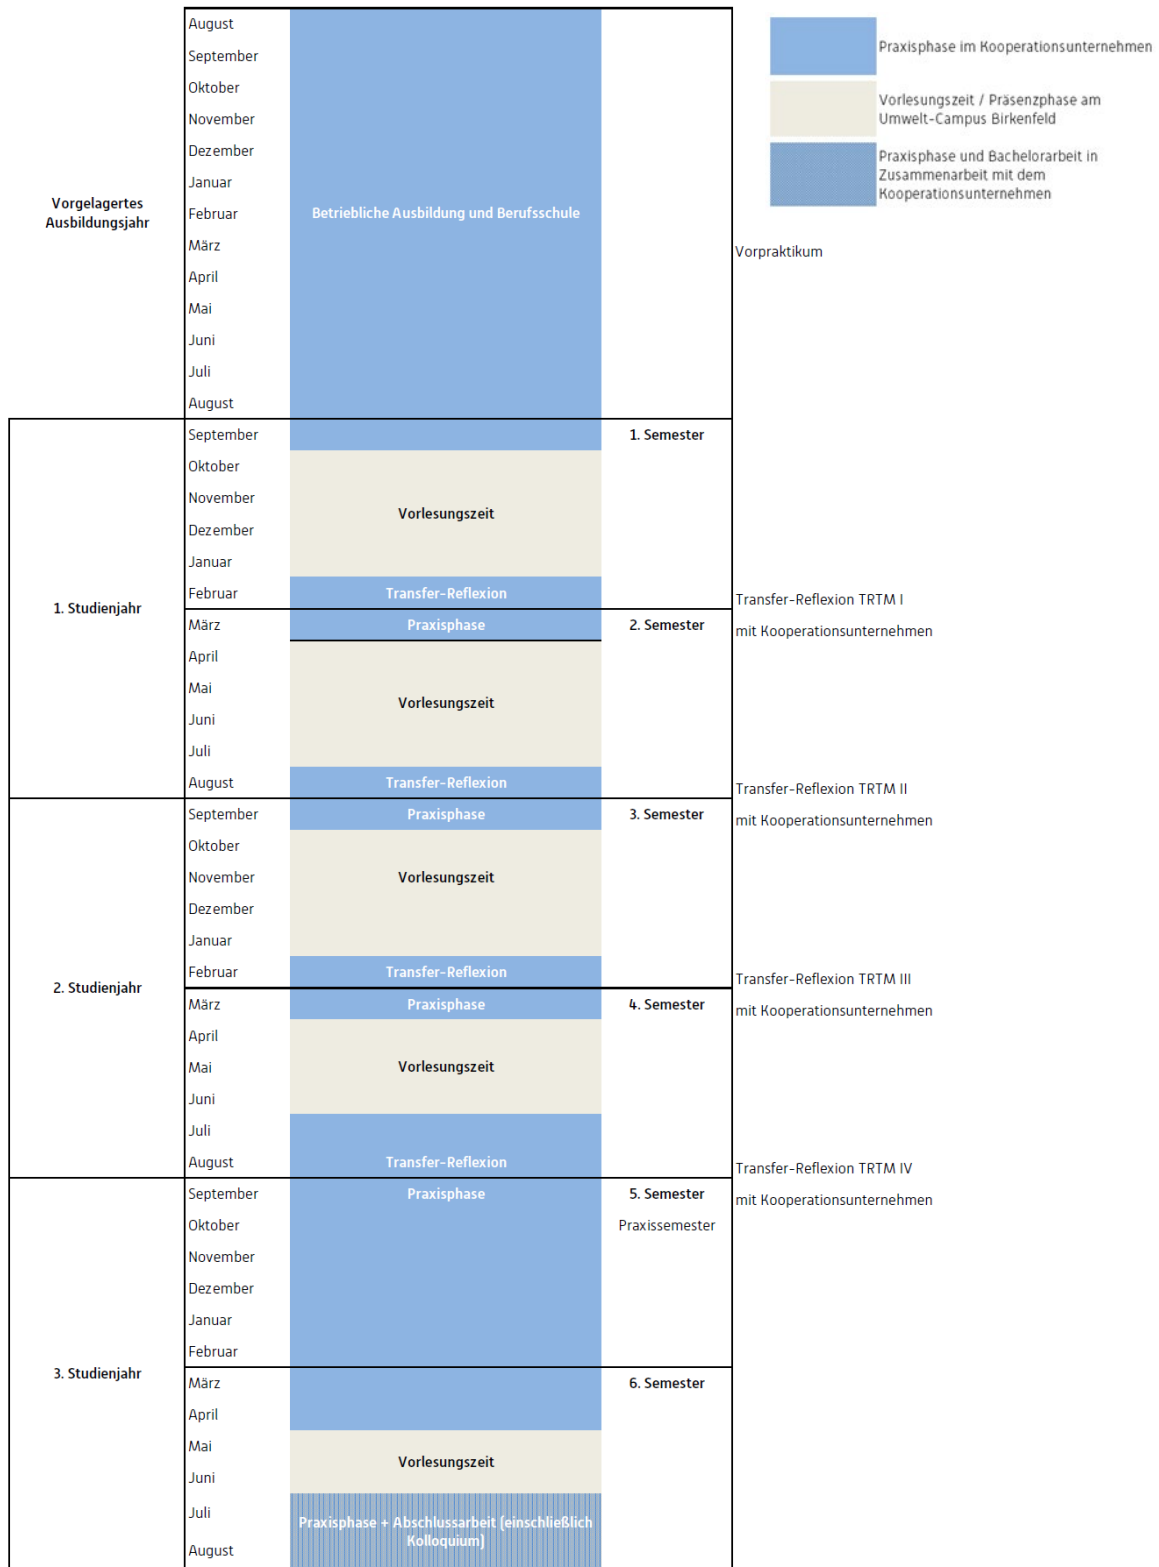 August
September
Oktober
November
Dezember
Januar
Februar
März
April
Mai
Juni
Juli
August
Vorgelagertes
Ausbildungsjahr
Betriebliche Ausbildung und Berufsschule
Praxisphase im Kooperationsunternehmen
Vorlesungszeit / Präsenzphase am
Umwelt-Campus Birkenfeld
Praxisphase und Bachelorarbeit in
Zusammenarbeit mit dem
Kooperationsunternehmen
Vorpraktikum
1. Studienjahr
September
1. Semester
Oktober
November
Vorlesungszeit
Dezember
Januar
Februar
Transfer-Reflexion
Transfer-Reflexion TRTM I
März
Praxisphase
2. Semester
mit Kooperationsunternehmen
April
Mai
Vorlesungszeit
Juni
Juli
August
Transfer-Reflexion
Transfer-Reflexion TRTM II
2. Studienjahr
September
Praxisphase
3. Semester
mit Kooperationsunternehmen
Oktober
November
Vorlesungszeit
Dezember
Januar
Februar
Transfer-Reflexion
Transfer-Reflexion TRTM III
März
Praxisphase
4. Semester
mit Kooperationsunternehmen
April
Mai
Vorlesungszeit
Juni
Juli
August
Transfer-Reflexion
Transfer-Reflexion TRTM IV
3. Studienjahr
September
Praxisphase
5. Semester
mit Kooperationsunternehmen
Oktober
Praxissemester
November
Dezember
Januar
Februar
März
6. Semester
April
Mai
Vorlesungszeit
Juni
Juli
Praxisphase + Abschlussarbeit (einschließlich
Kolloquium)
August